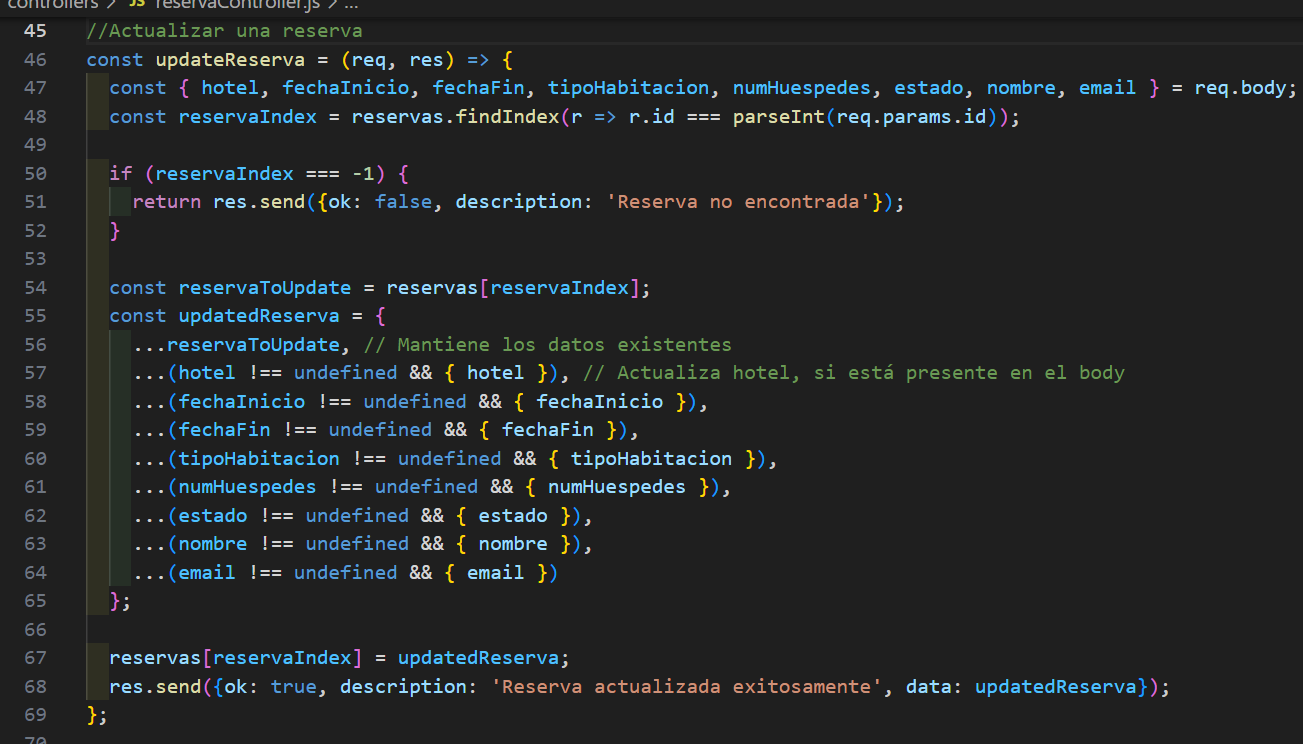 controllers > JS reservaController.js > ...
45 //Actualizar una reserva
46 const updateReserva = (req, res) => {
47   const { hotel, fechaInicio, fechaFin, tipoHabitacion, numHuespedes, estado, nombre, email } = req.body;
48   const reservaIndex = reservas.findIndex(r => r.id === parseInt(req.params.id));
49
50   if (reservaIndex === -1) {
51     return res.send({ok: false, description: 'Reserva no encontrada'});
52   }
53
54   const reservaToUpdate = reservas[reservaIndex];
55   const updatedReserva = {
56     ...reservaToUpdate, // Mantiene los datos existentes
57     ...(hotel !== undefined && { hotel }), // Actualiza hotel, si está presente en el body
58     ...(fechaInicio !== undefined && { fechaInicio }),
59     ...(fechaFin !== undefined && { fechaFin }),
60     ...(tipoHabitacion !== undefined && { tipoHabitacion }),
61     ...(numHuespedes !== undefined && { numHuespedes }),
62     ...(estado !== undefined && { estado }),
63     ...(nombre !== undefined && { nombre }),
64     ...(email !== undefined && { email })
65   };
66
67   reservas[reservaIndex] = updatedReserva;
68   res.send({ok: true, description: 'Reserva actualizada exitosamente', data: updatedReserva});
69 };
70